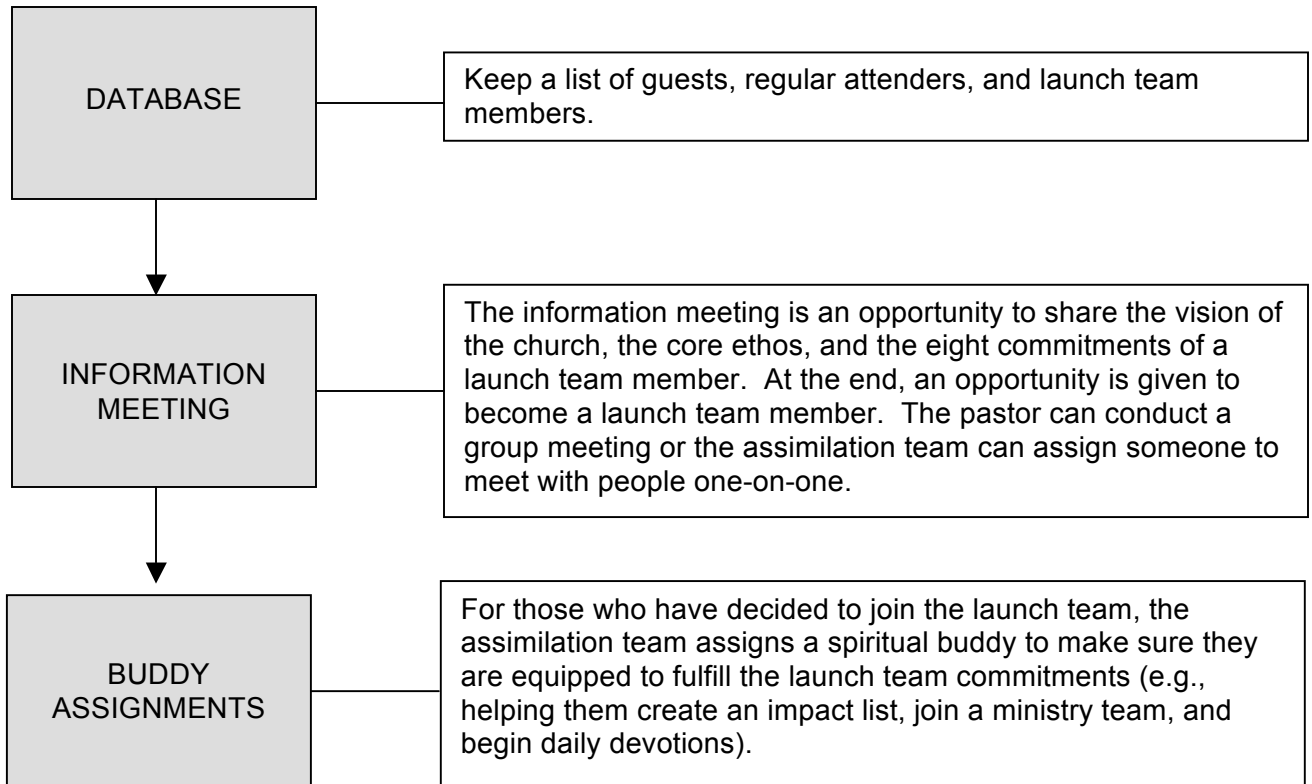 DATABASE
Keep a list of guests, regular attenders, and launch team
members.
INFORMATION
MEETING
The information meeting is an opportunity to share the vision of
the church, the core ethos, and the eight commitments of a
launch team member.  At the end, an opportunity is given to
become a launch team member.  The pastor can conduct a
group meeting or the assimilation team can assign someone to
meet with people one-on-one.
BUDDY
ASSIGNMENTS
For those who have decided to join the launch team, the
assimilation team assigns a spiritual buddy to make sure they
are equipped to fulfill the launch team commitments (e.g.,
helping them create an impact list, join a ministry team, and
begin daily devotions).